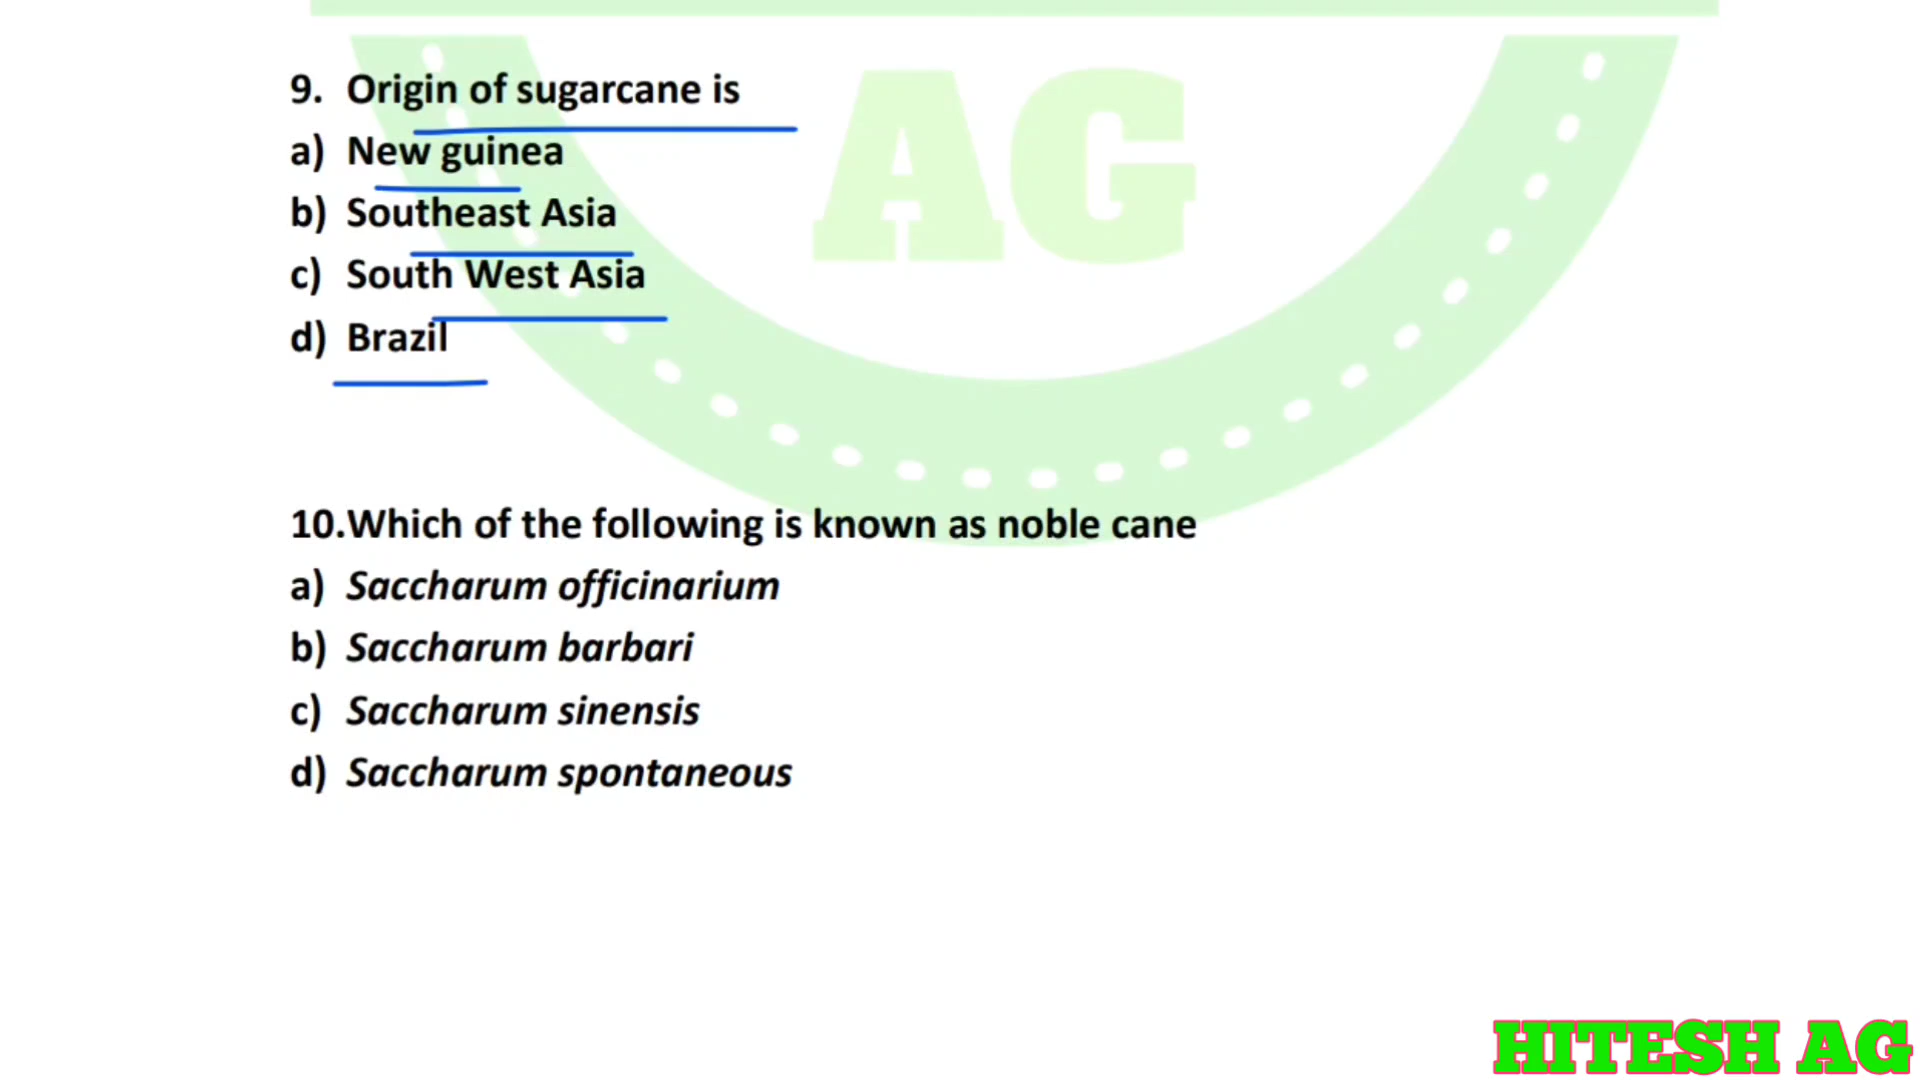 AG
9. Origin of sugarcane is
a) New guinea
b) Southeast Asia
c) South West Asia
d) Brazil
10.Which of the following is known as noble cane
a) Saccharum officinarium
b) Saccharum barbari
c) Saccharum sinensis
d) Saccharum spontaneous
HITESH AG